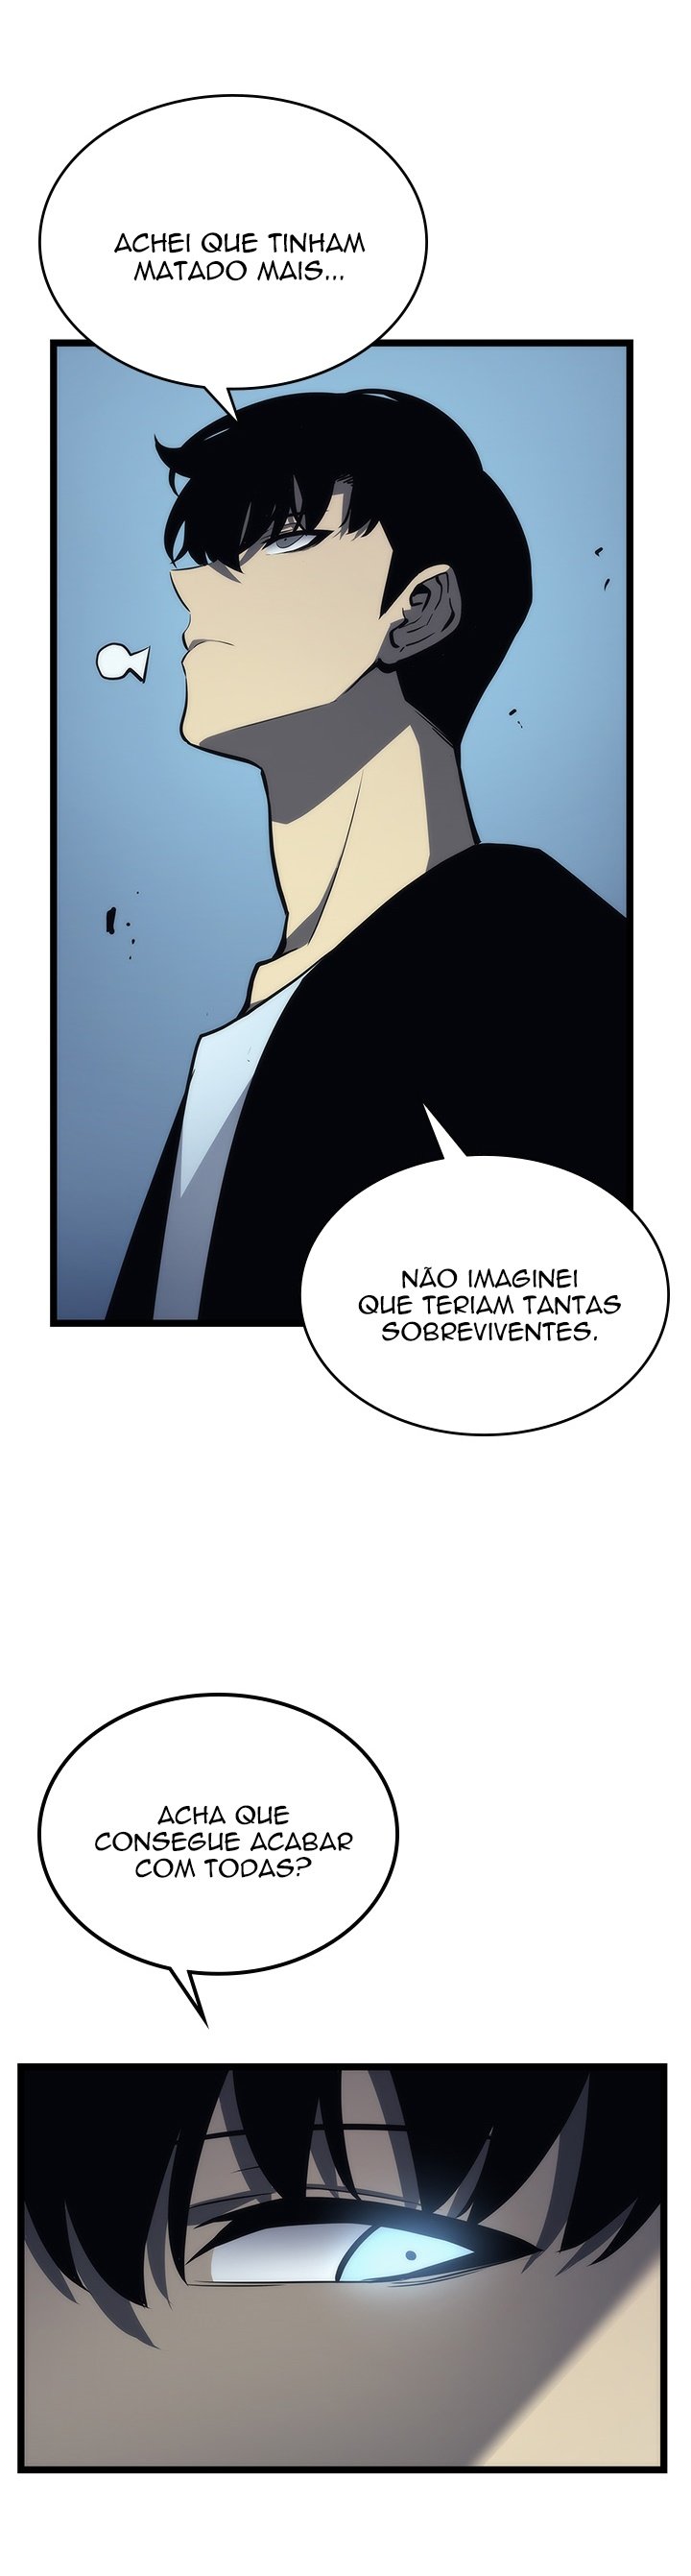 ACHEI QUE TINHAM
MATADO MAIS...
NÃO IMAGINEI
QUE TERIAM TANTAS
SOBREVIVENTES.
ACHA QUE
CONSEGUE ACABAR
COM TODAS?